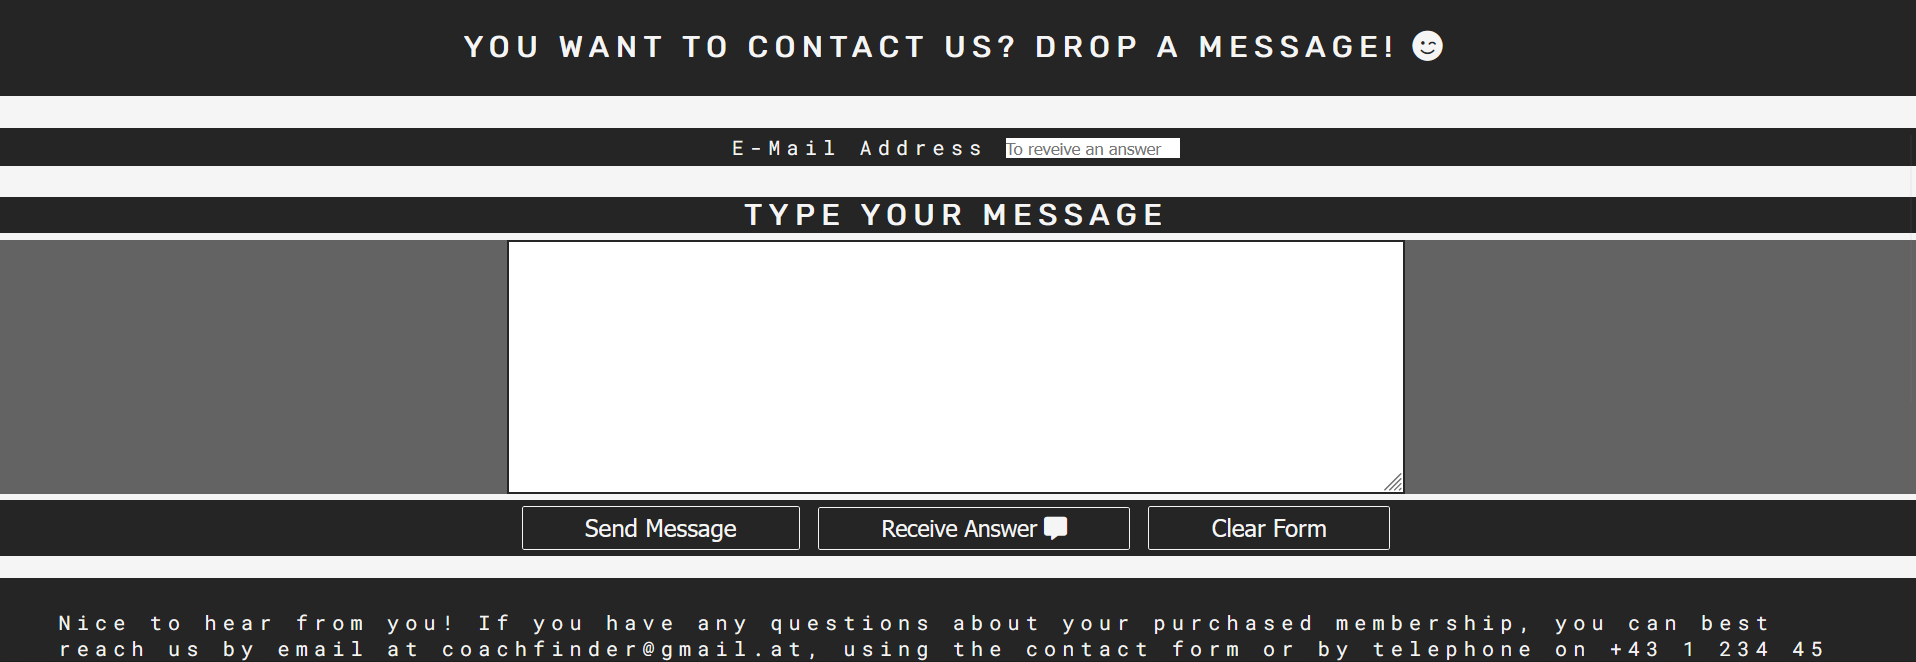 YOU WANT TO CONTACT US? DROP A MESSAGE!
E-Mail Address To reveive an answer
TYPE YOUR MESSAGE
Send Message Receive Answer Clear Form
Nice to hear from you! If you have any questions about your purchased membership, you can best
reach us by email at coachfinder@gmail.at, using the contact form or by telephone on +43 1 234 45